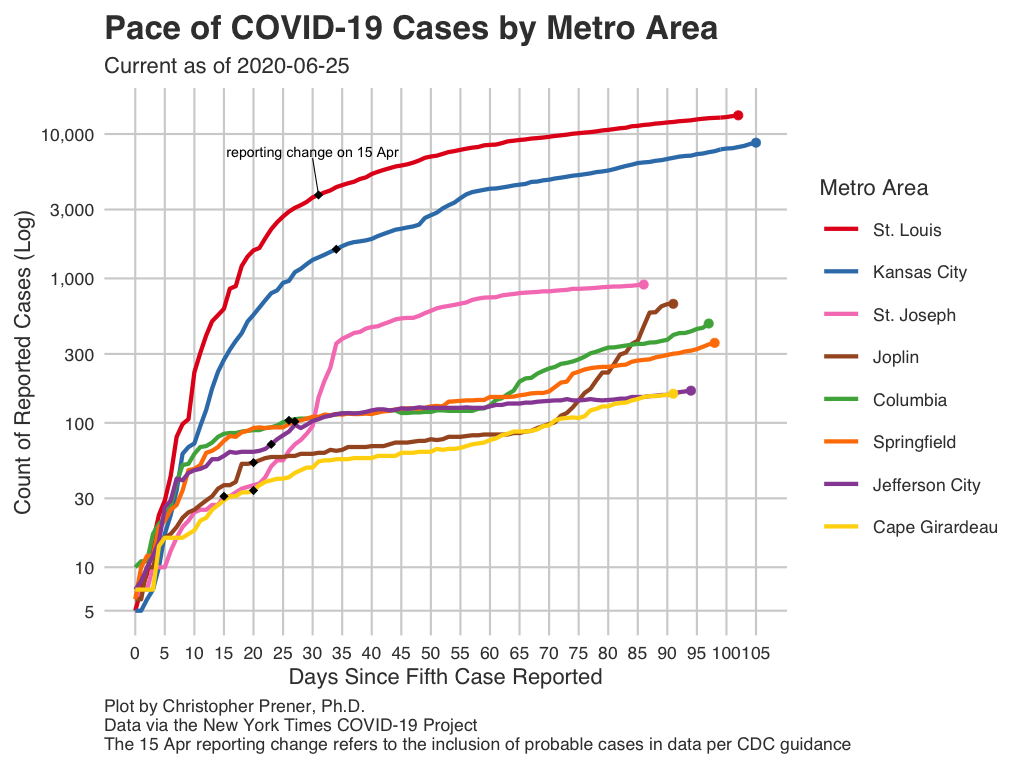 Pace of COVID-19 Cases by Metro Area
Current as of 2020-06-25
Count of Reported Cases (Log)
10,000
3,000
1,000
300
100
30
10
5
reporting change on 15 Apr
0 5 10 15 20 25 30 35 40 45 50 55 60 65 70 75 80 85 90 95 100 105
Days Since Fifth Case Reported
Metro Area
St. Louis
Kansas City
St. Joseph
Joplin
Columbia
Springfield
Jefferson City
Cape Girardeau
Plot by Christopher Prener, Ph.D.
Data via the New York Times COVID-19 Project
The 15 Apr reporting change refers to the inclusion of probable cases in data per CDC guidance